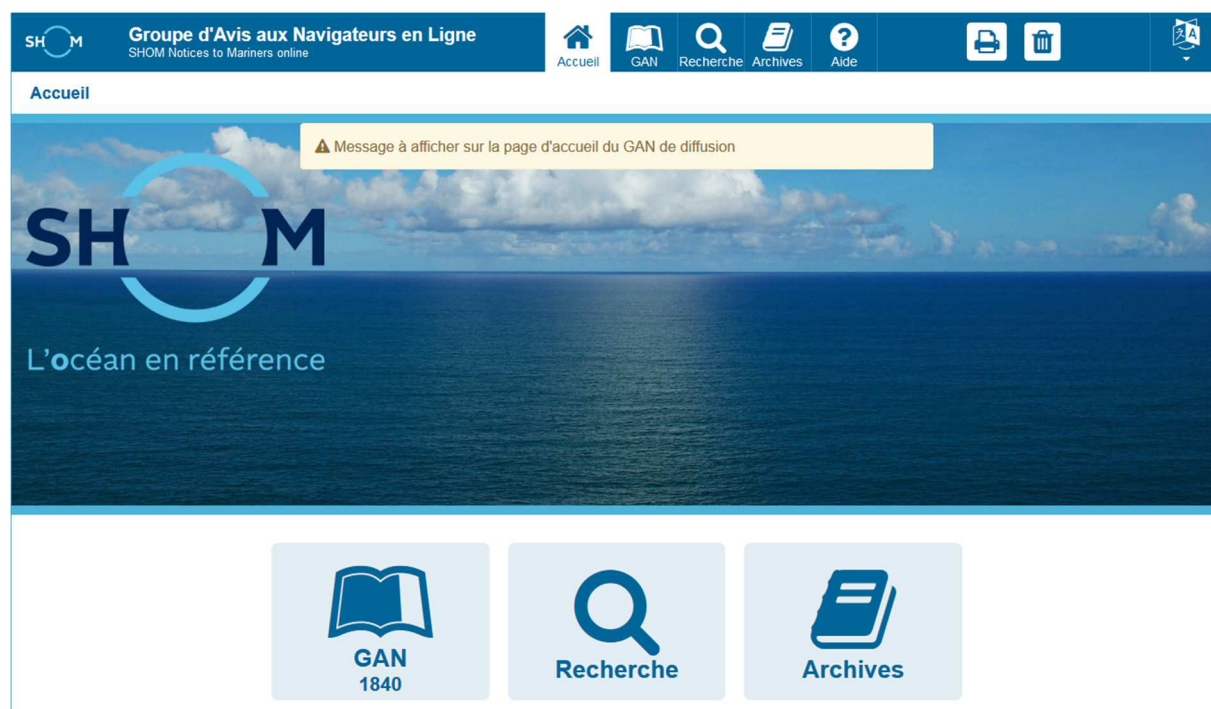 SHOM
Groupe d'Avis aux Navigateurs en Ligne
SHOM Notices to Mariners online
Accueil
GAN
Recherche
Archives
Aide
Accueil
Message à afficher sur la page d'accueil du GAN de diffusion
SHOM
L'océan en référence
GAN
1840
Recherche
Archives